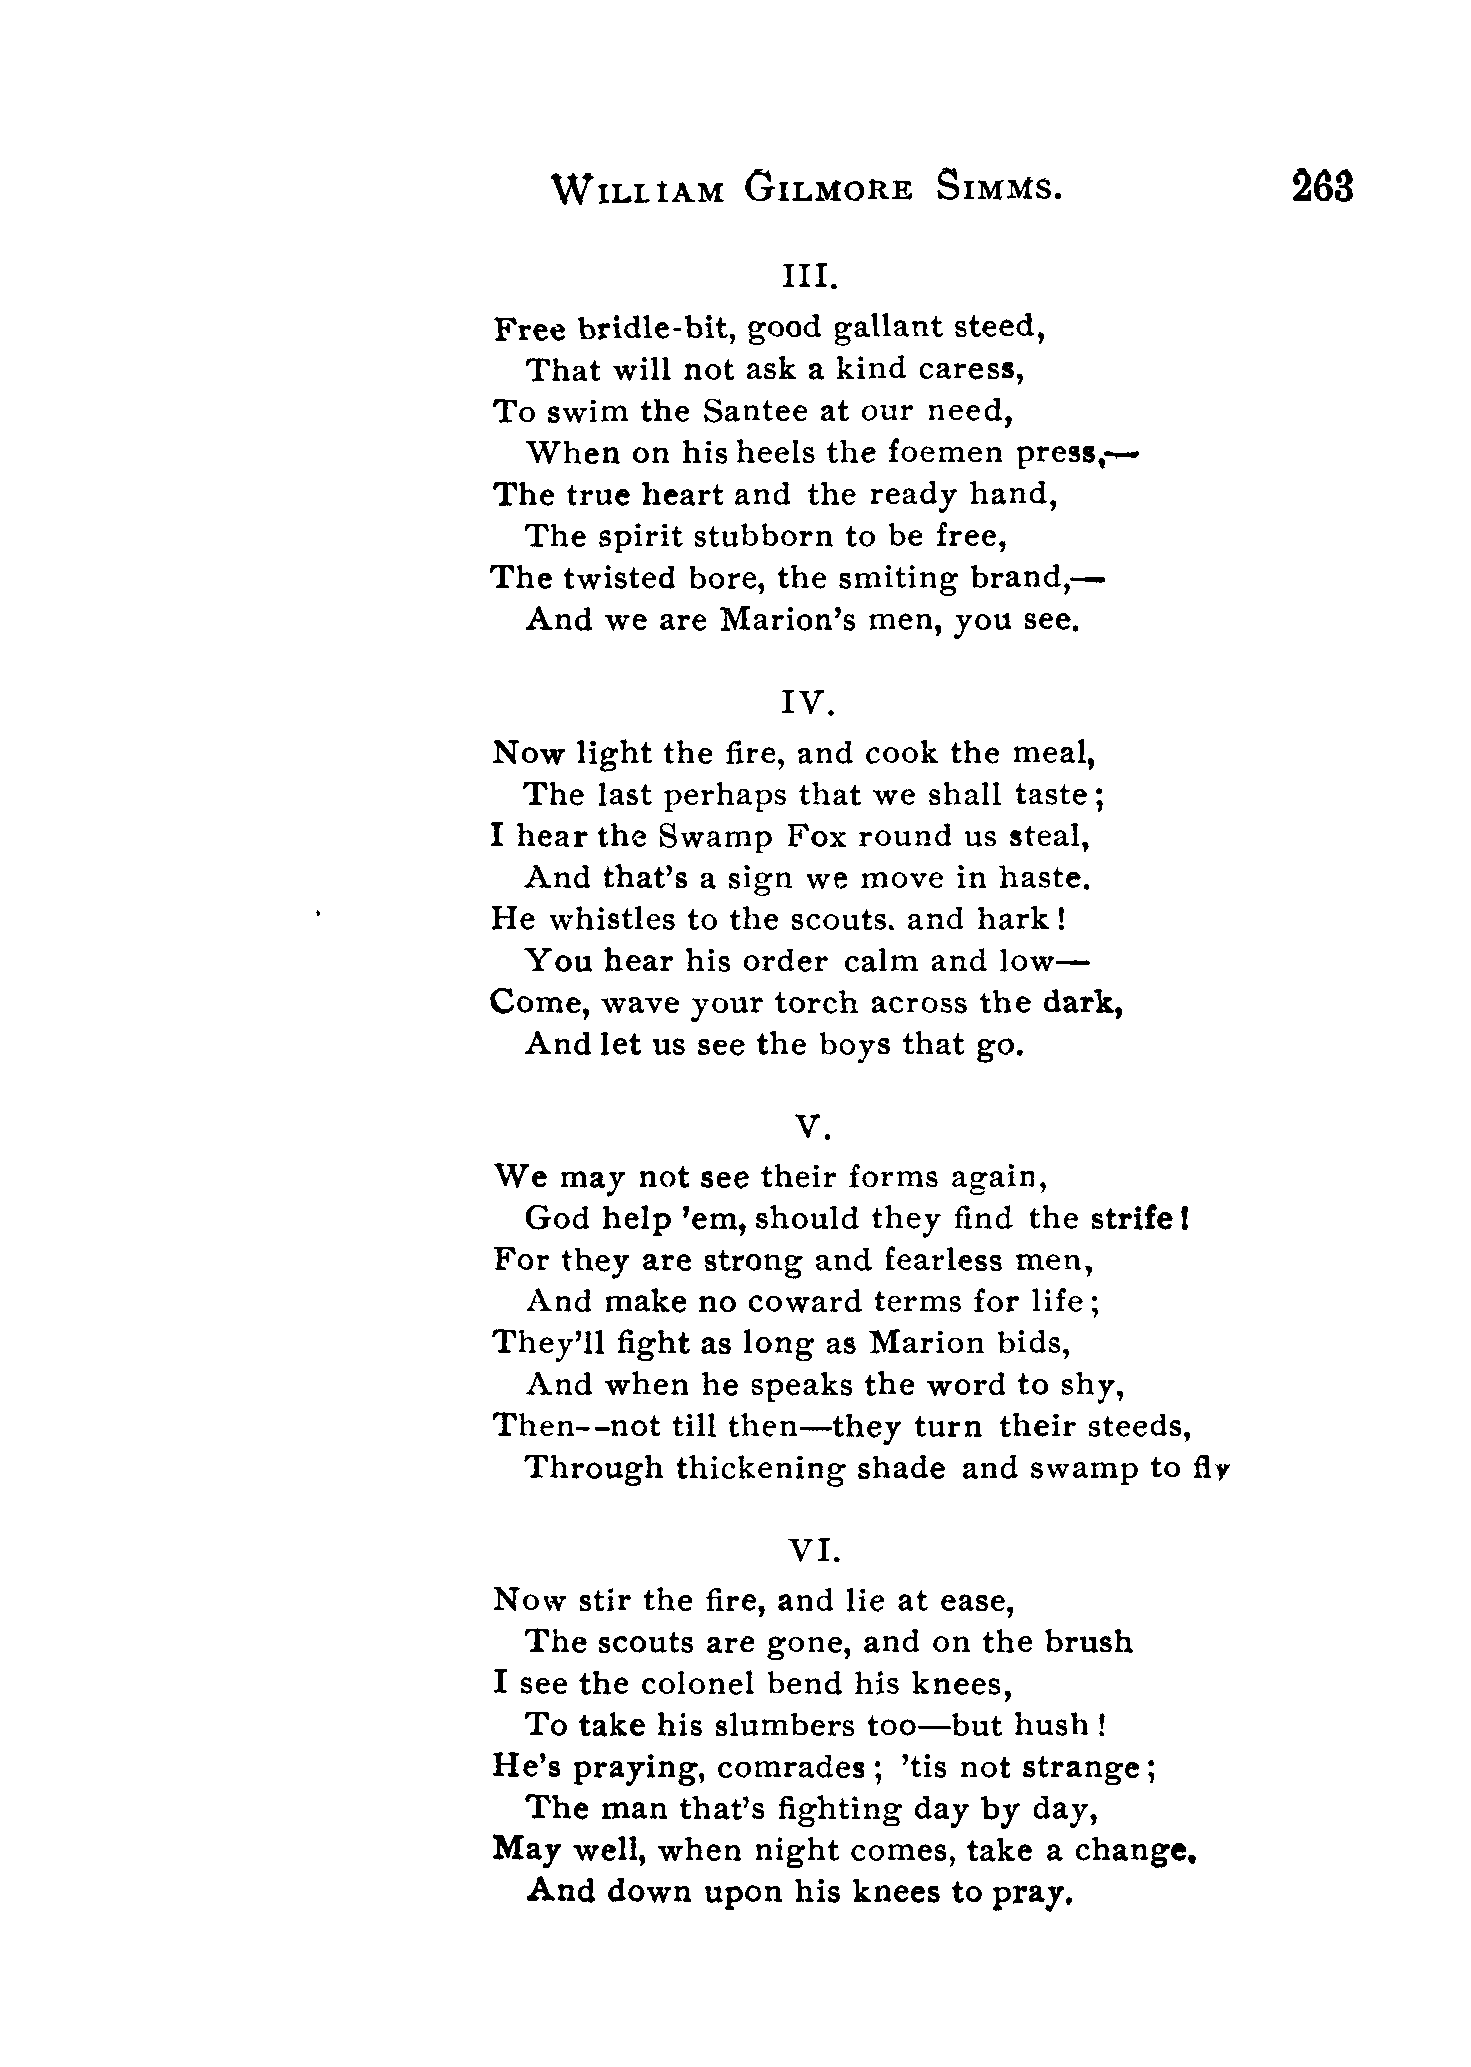 WILLIAM GILMORE SIMMS. 263
III.
Free bridle-bit, good gallant steed,
That will not ask a kind caress,
To swim the Santee at our need,
When on his heels the foemen press,—
The true heart and the ready hand,
The spirit stubborn to be free,
The twisted bore, the smiting brand,—
And we are Marion's men, you see.
IV.
Now light the fire, and cook the meal,
The last perhaps that we shall taste;
I hear the Swamp Fox round us steal,
And that's a sign we move in haste.
He whistles to the scouts. and hark!
You hear his order calm and low—
Come, wave your torch across the dark,
And let us see the boys that go.
V.
We may not see their forms again,
God help 'em, should they find the strife!
For they are strong and fearless men,
And make no coward terms for life;
They'll fight as long as Marion bids,
And when he speaks the word to shy,
Then--not till then—they turn their steeds,
Through thickening shade and swamp to fly
VI.
Now stir the fire, and lie at ease,
The scouts are gone, and on the brush
I see the colonel bend his knees,
To take his slumbers too—but hush!
He's praying, comrades; 'tis not strange;
The man that's fighting day by day,
May well, when night comes, take a change.
And down upon his knees to pray.